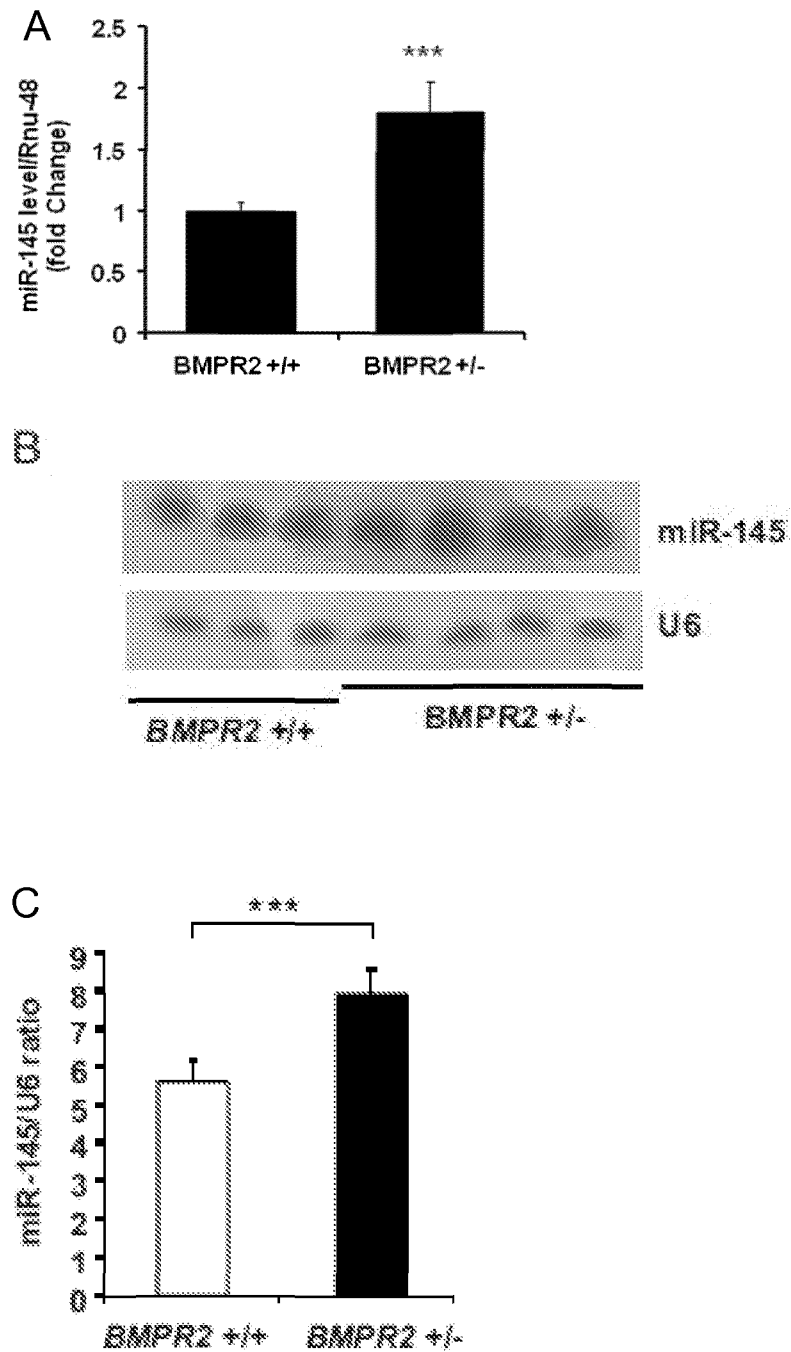 A
miR-145 level/Rnu-48
(fold Change)
2.5
2
1.5
1
0.5
0
***
BMPR2 +/+
BMPR2 +/-
B
miR-145
U6
BMPR2 +/+
BMPR2 +/-
C
***
miR-145/U6 ratio
9
8
7
6
5
4
3
2
1
0
BMPR2 +/+
BMPR2 +/-